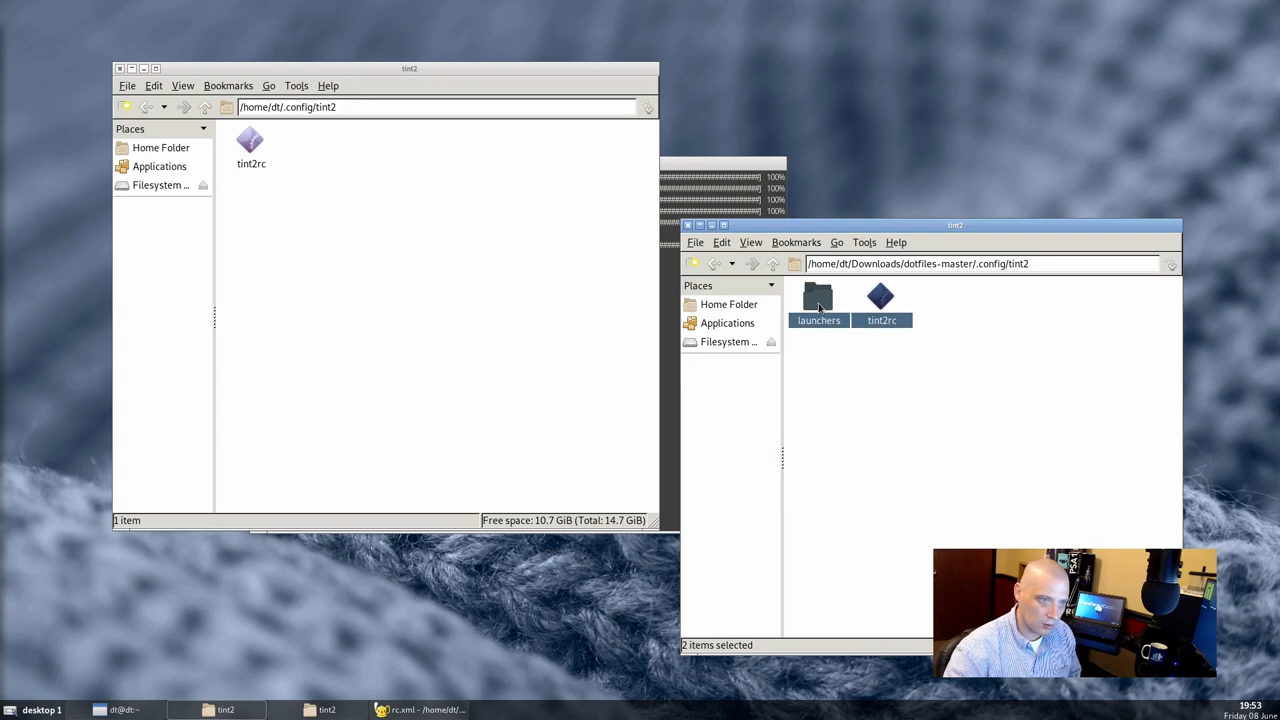 tint2
File Edit View Bookmarks Go Tools Help
/home/dt/.config/tint2
Places
Home Folder
Applications
Filesystem ...
tint2rc
1 item
Free space: 10.7 GiB (Total: 14.7 GiB)
100%
100%
100%
100%
tint2
File Edit View Bookmarks Go Tools Help
/home/dt/Downloads/dotfiles-master/.config/tint2
Places
Home Folder
Applications
Filesystem ...
launchers tint2rc
2 items selected
desktop 1 dt@dt:~ tint2 tint2 rc.xml - /home/dt/...
19:53
Friday 08 June